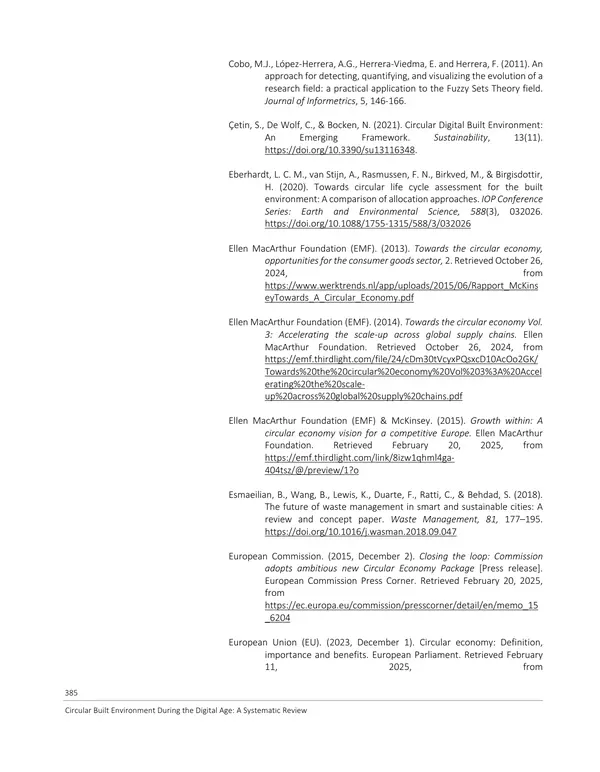 Cobo, M.J., López-Herrera, A.G., Herrera-Viedma, E. and Herrera, F. (2011). An
approach for detecting, quantifying, and visualizing the evolution of a
research field: a practical application to the Fuzzy Sets Theory field.
Journal of Informetrics, 5, 146-166.
Çetin, S., De Wolf, C., & Bocken, N. (2021). Circular Digital Built Environment:
An Emerging Framework. Sustainability, 13(11).
https://doi.org/10.3390/su13116348.
Eberhardt, L. C. M., van Stijn, A., Rasmussen, F. N., Birkved, M., & Birgisdottir,
H. (2020). Towards circular life cycle assessment for the built
environment: A comparison of allocation approaches. IOP Conference
Series: Earth and Environmental Science, 588(3), 032026.
https://doi.org/10.1088/1755-1315/588/3/032026
Ellen MacArthur Foundation (EMF). (2013). Towards the circular economy,
opportunities for the consumer goods sector, 2. Retrieved October 26,
2024, from
https://www.werktrends.nl/app/uploads/2015/06/Rapport_McKins
eyTowards_A_Circular_Economy.pdf
Ellen MacArthur Foundation (EMF). (2014). Towards the circular economy Vol.
3: Accelerating the scale-up across global supply chains. Ellen
MacArthur Foundation. Retrieved October 26, 2024, from
https://emf.thirdlight.com/file/24/cDm30tVcyxPQsxcD10AcOo2GK/
Towards%20the%20circular%20economy%20Vol%203%3A%20Accel
erating%20the%20scale-
up%20across%20global%20supply%20chains.pdf
Ellen MacArthur Foundation (EMF) & McKinsey. (2015). Growth within: A
circular economy vision for a competitive Europe. Ellen MacArthur
Foundation. Retrieved February 20, 2025, from
https://emf.thirdlight.com/link/8izw1qhml4ga-
404tsz/@/preview/1?o
Esmaeilian, B., Wang, B., Lewis, K., Duarte, F., Ratti, C., & Behdad, S. (2018).
The future of waste management in smart and sustainable cities: A
review and concept paper. Waste Management, 81, 177–195.
https://doi.org/10.1016/j.wasman.2018.09.047
European Commission. (2015, December 2). Closing the loop: Commission
adopts ambitious new Circular Economy Package [Press release].
European Commission Press Corner. Retrieved February 20, 2025,
from
https://ec.europa.eu/commission/presscorner/detail/en/memo_15
_6204
European Union (EU). (2023, December 1). Circular economy: Definition,
importance and benefits. European Parliament. Retrieved February
11, 2025, from
385
Circular Built Environment During the Digital Age: A Systematic Review